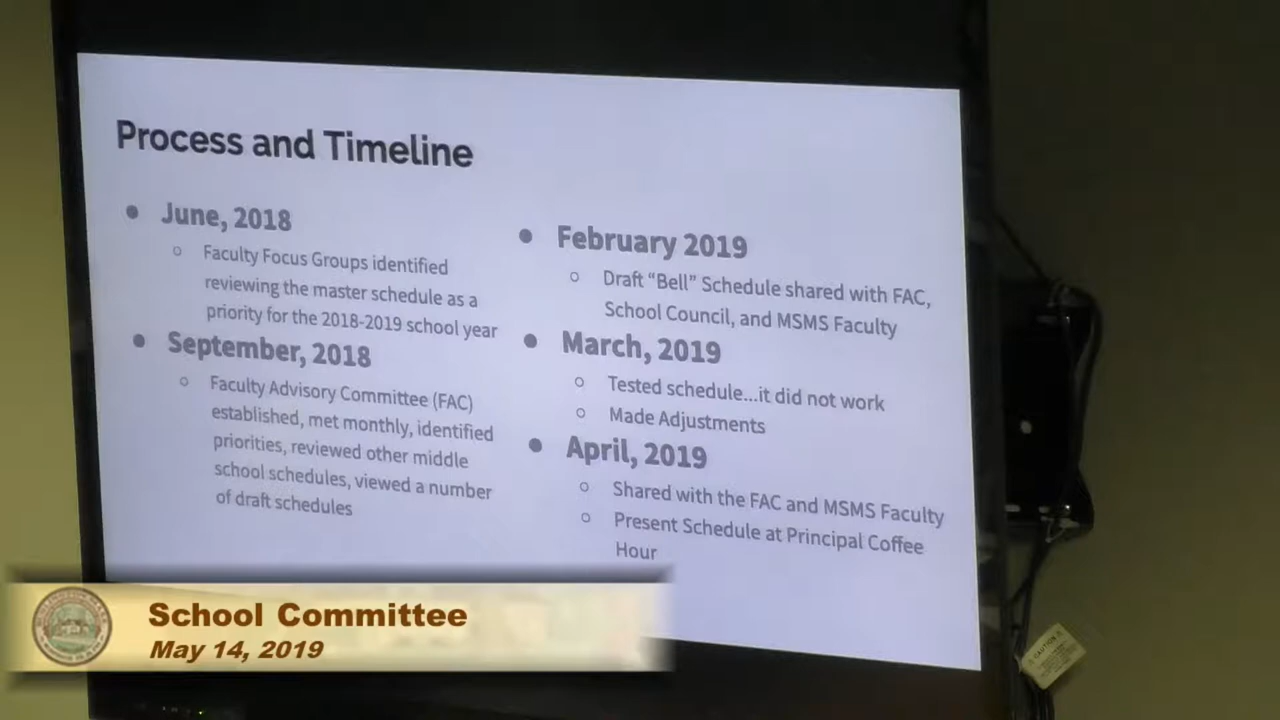 Process and Timeline
● June, 2018
○ Faculty Focus Groups identified
reviewing the master schedule as a
priority for the 2018-2019 school year
● September, 2018
○ Faculty Advisory Committee (FAC)
established, met monthly, identified
priorities, reviewed other middle
school schedules, viewed a number
of draft schedules
● February 2019
○ Draft “Bell” Schedule shared with FAC,
School Council, and MSMS Faculty
● March, 2019
○ Tested schedule...it did not work
○ Made Adjustments
● April, 2019
○ Shared with the FAC and MSMS Faculty
○ Present Schedule at Principal Coffee
Hour
School Committee
May 14, 2019
CAUTION